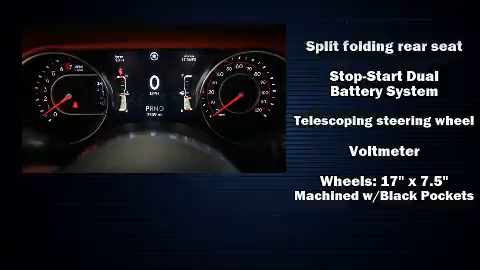 Split folding rear seat
Stop-Start Dual
Battery System
Telescoping steering wheel
Voltmeter
Wheels: 17" x 7.5"
Machined w/Black Pockets
0
MPH
PRND